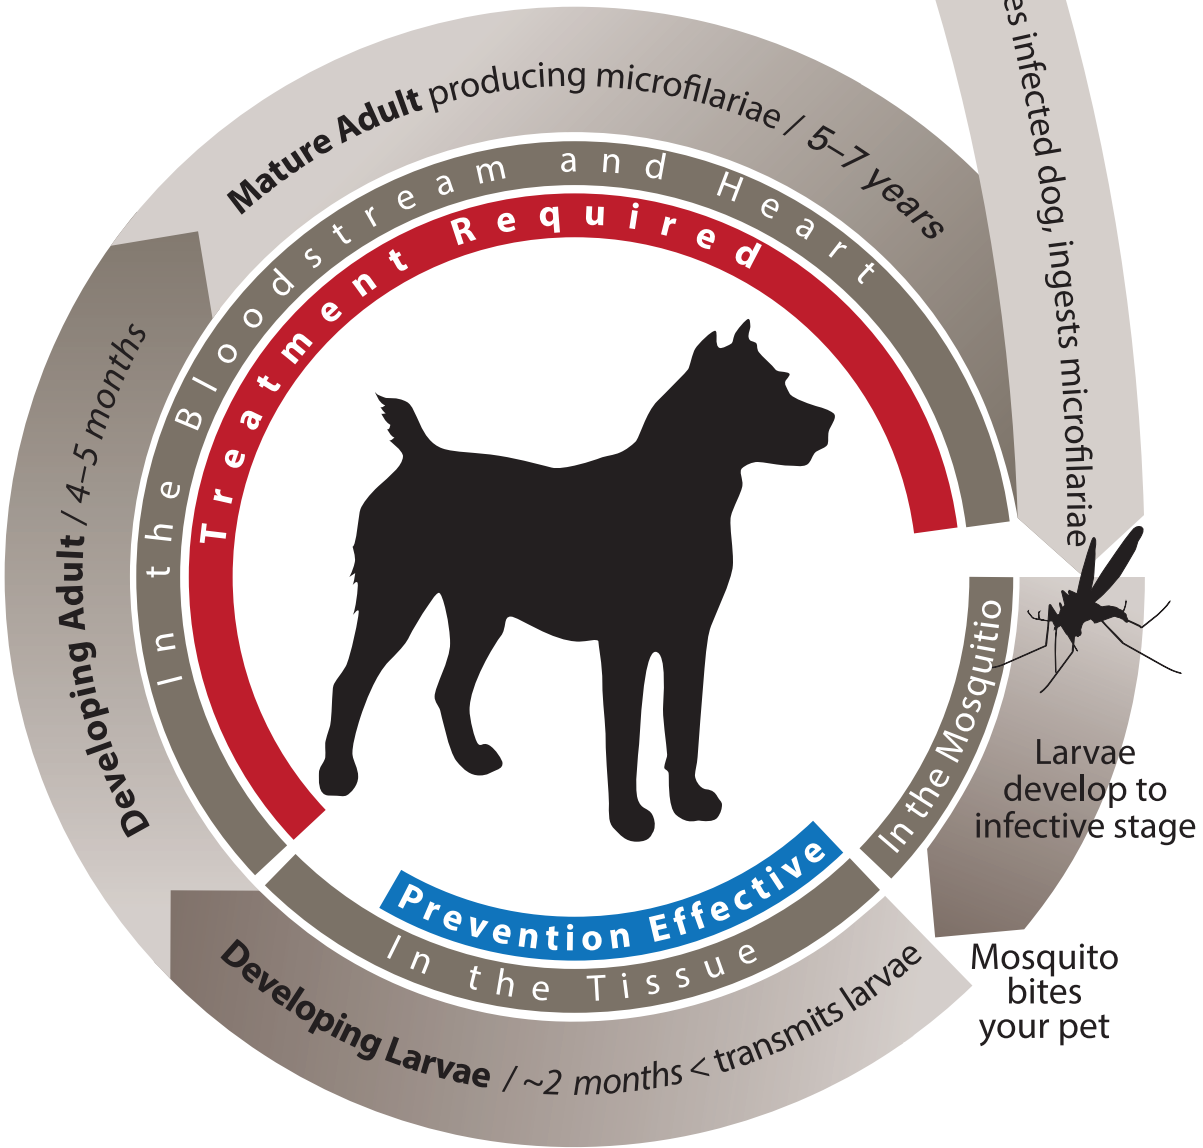 es infected dog, ingests microfilariae
Mature Adult producing microfilariae / 5–7 years
In the Bloodstream and Heart
Treatment Required
Developing Adult / 4–5 months
In the Mosquitio
Larvae
develop to
infective stage
Prevention Effective
In the Tissue
Developing Larvae / ~2 months < transmits larvae
Mosquito
bites
your pet